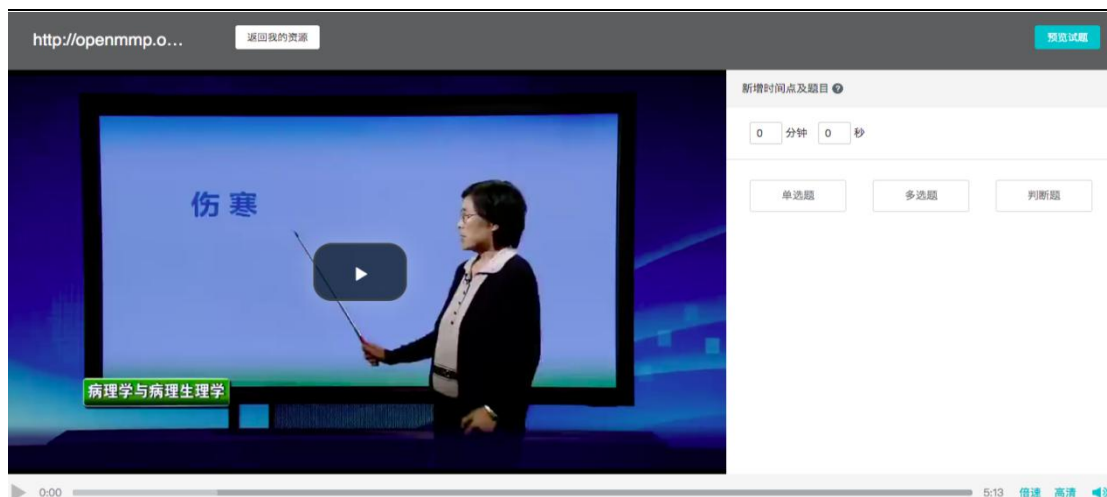 http://openmmp.o...
返回我的资源
预览试题
新增时间点及题目
0 分钟 0 秒
单选题 多选题 判断题
伤寒
病理学与病理生理学
0:00
5:13 倍速 高清